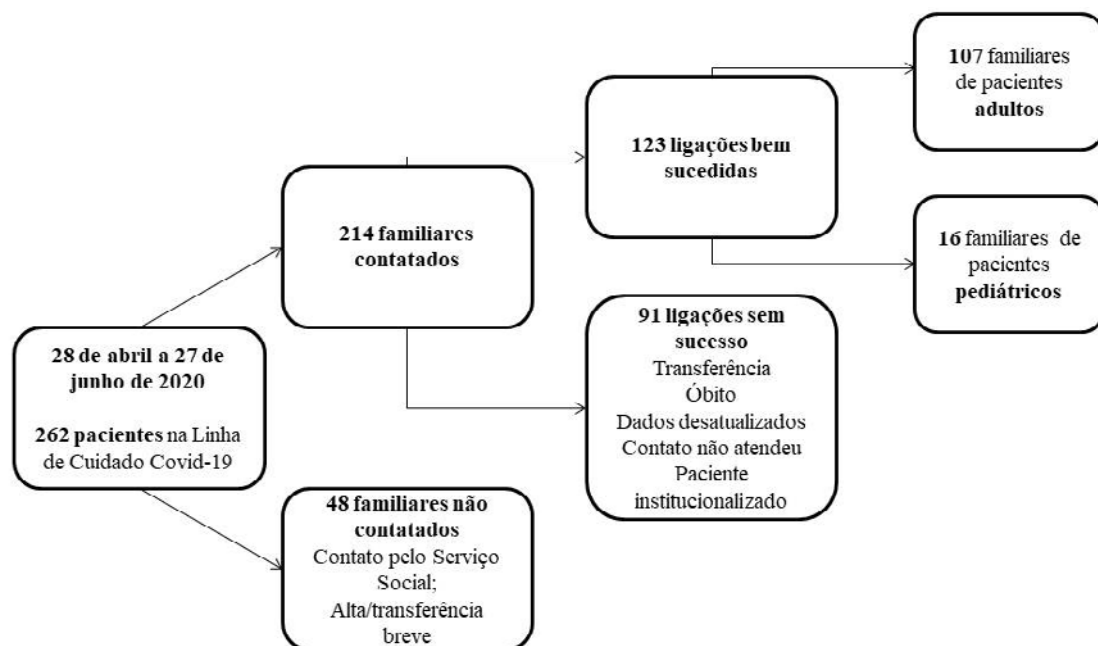 28 de abril a 27 de
junho de 2020
262 pacientes na Linha
de Cuidado Covid-19
214 familiares
contatados
48 familiares não
contatados
Contato pelo Serviço
Social;
Alta/transferência
breve
123 ligações bem
sucedidas
91 ligações sem
sucesso
Transferência
Óbito
Dados desatualizados
Contato não atendeu
Paciente
institucionalizado
107 familiares
de pacientes
adultos
16 familiares de
pacientes
pediátricos